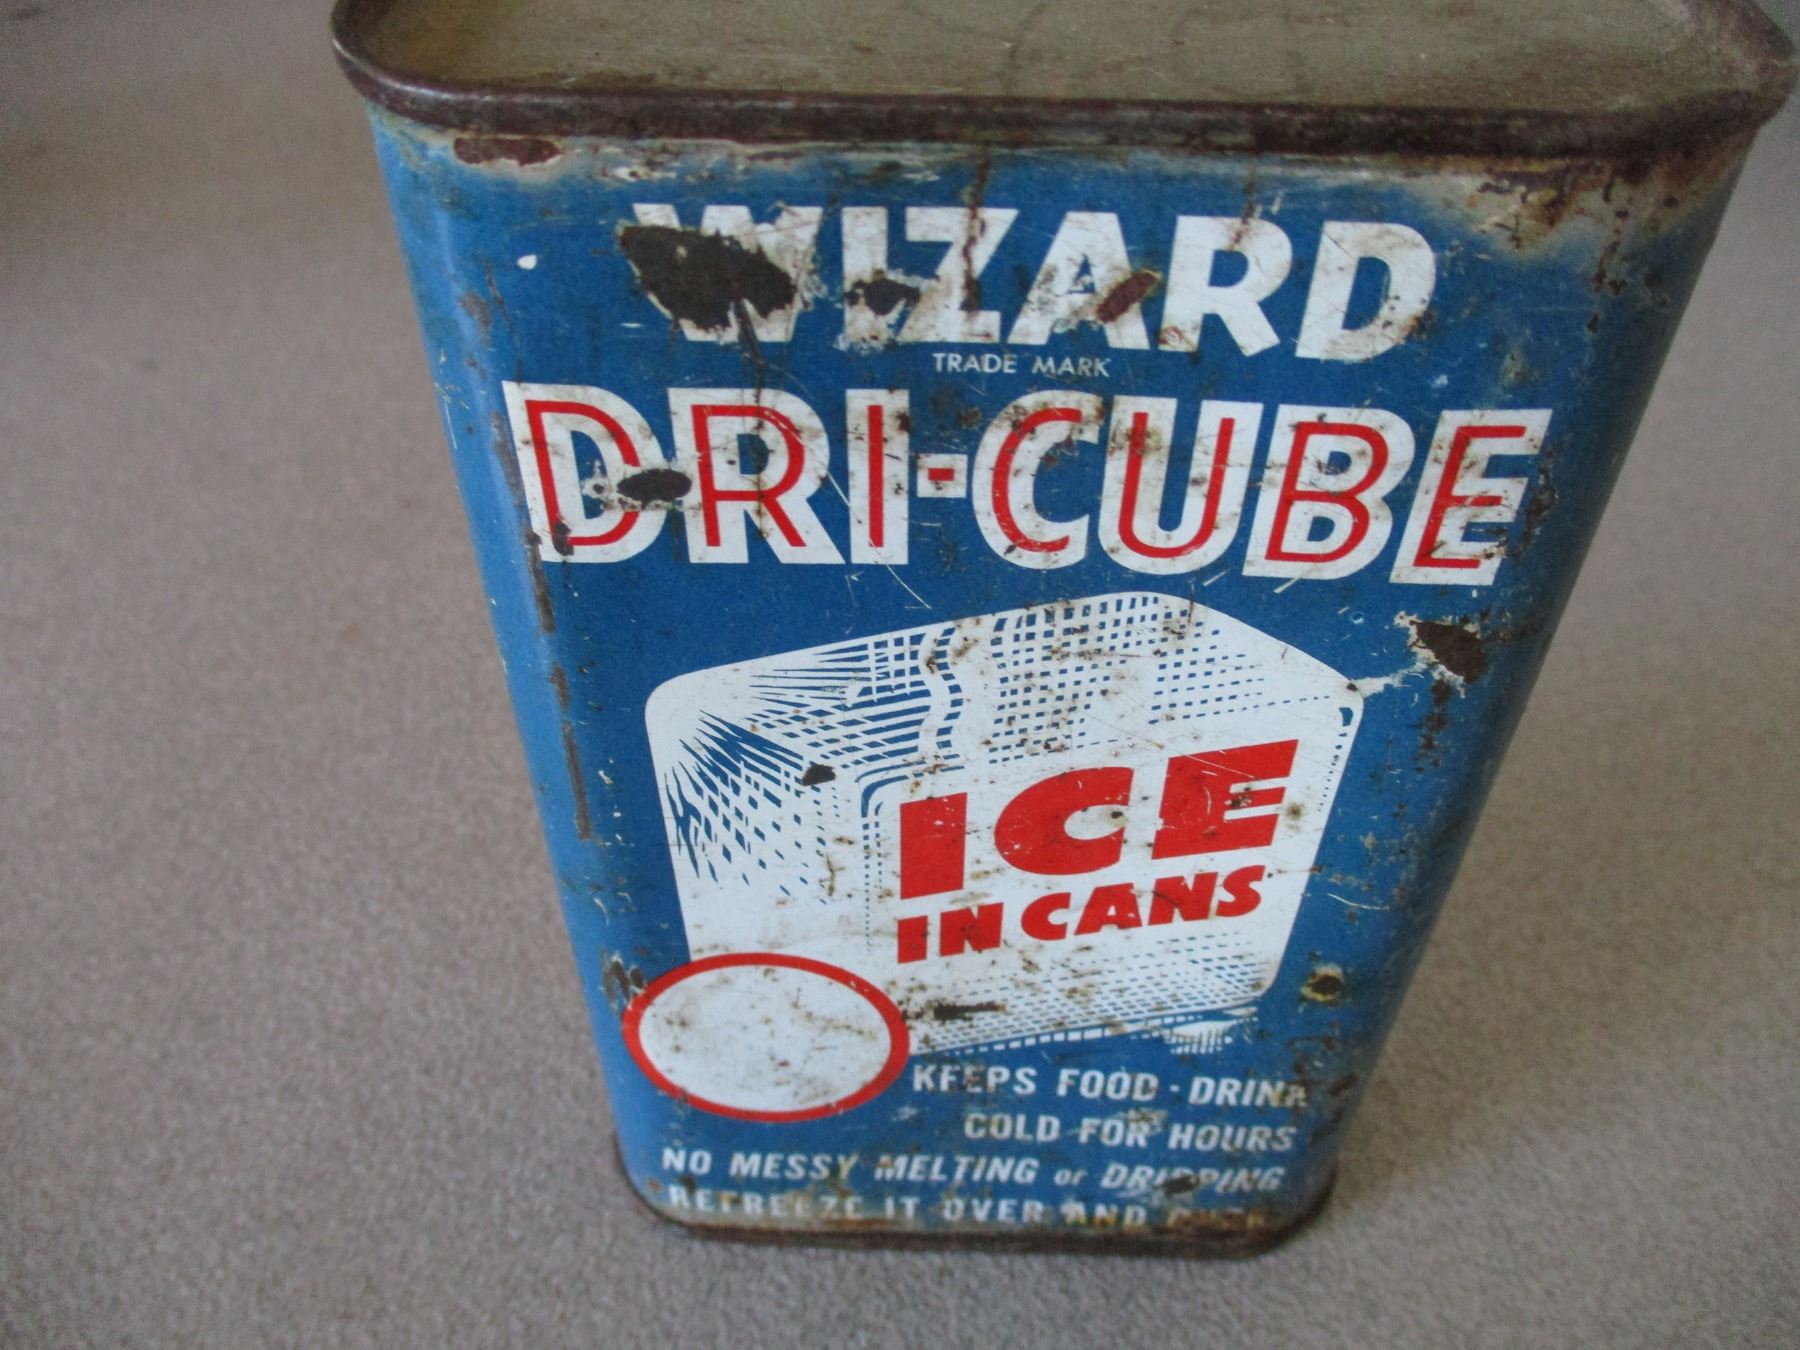 WIZARD
TRADE MARK
DRI-CUBE
ICE
IN CANS
KEEPS FOOD · DRINK
COLD FOR HOURS
NO MESSY MELTING or DRIPPING
REFREEZE IT OVER AND OVER